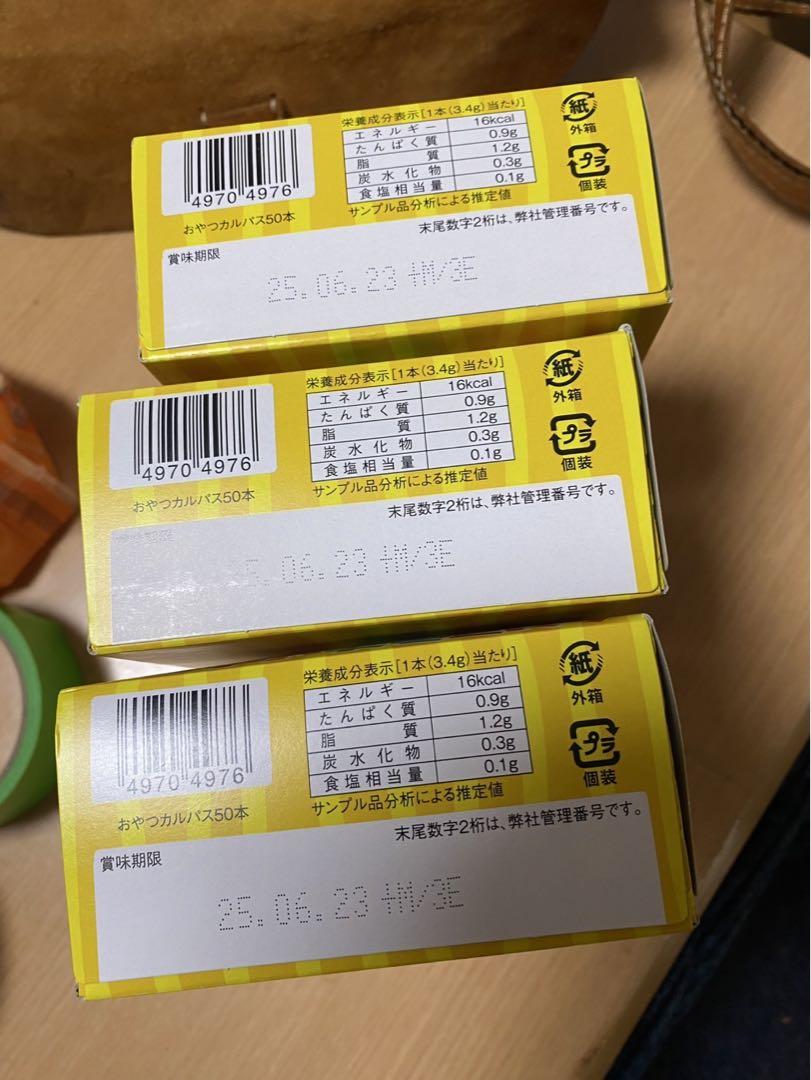 4970 4976
おやつカルパス50本
栄養成分表示[1本(3.4g)当たり]
エネルギー 16kcal
たんぱく質 0.9g
脂質 1.2g
炭水化物 0.3g
食塩相当量 0.1g
サンプル品分析による推定値
紙
外箱
プラ
個装
末尾数字2桁は、弊社管理番号です。
賞味期限
25.06.23 +M/3E
4970 4976
おやつカルパス50本
栄養成分表示[1本(3.4g)当たり]
エネルギー 16kcal
たんぱく質 0.9g
脂質 1.2g
炭水化物 0.3g
食塩相当量 0.1g
サンプル品分析による推定値
紙
外箱
プラ
個装
末尾数字2桁は、弊社管理番号です。
賞味期限
5.06.23 +M/3E
4970 4976
おやつカルパス50本
栄養成分表示[1本(3.4g)当たり]
エネルギー 16kcal
たんぱく質 0.9g
脂質 1.2g
炭水化物 0.3g
食塩相当量 0.1g
サンプル品分析による推定値
紙
外箱
プラ
個装
末尾数字2桁は、弊社管理番号です。
賞味期限
25.06.23 +M/3E